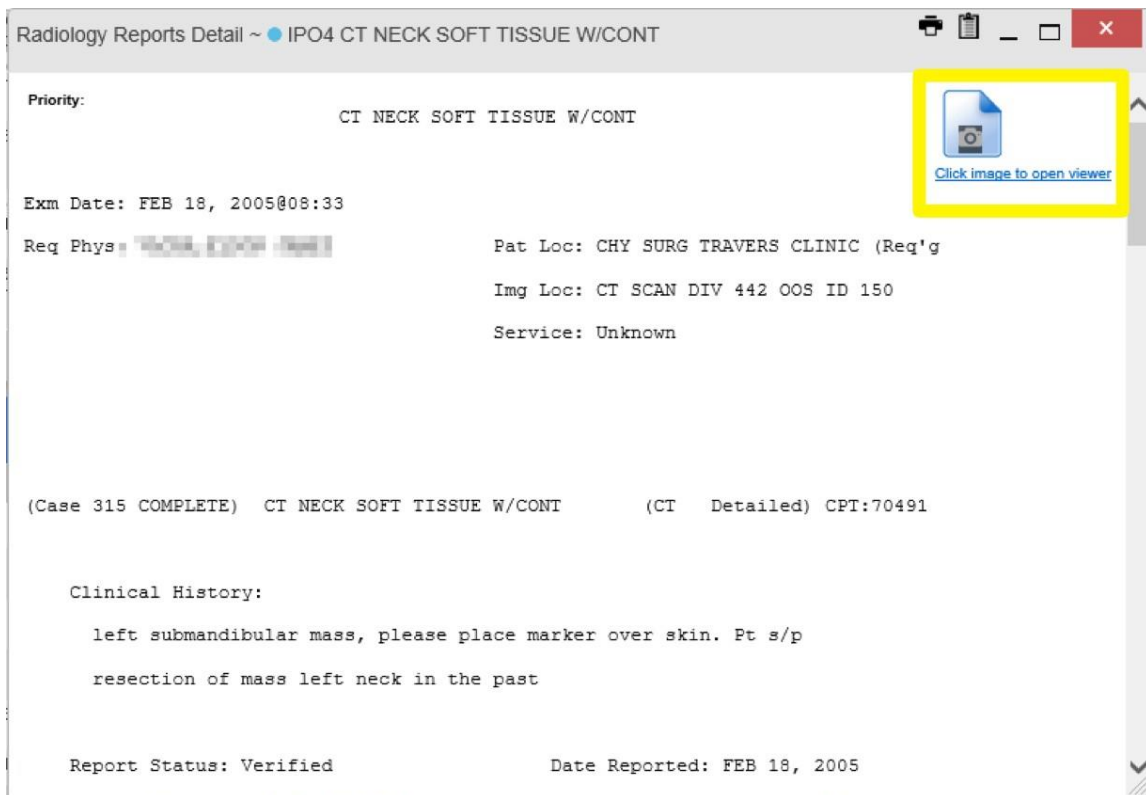 Radiology Reports Detail ~ IPO4 CT NECK SOFT TISSUE W/CONT
Priority:
CT NECK SOFT TISSUE W/CONT
Click image to open viewer
Exm Date: FEB 18, 2005@08:33
Req Phys: Pat Loc: CHY SURG TRAVERS CLINIC (Req'g
Img Loc: CT SCAN DIV 442 OOS ID 150
Service: Unknown
(Case 315 COMPLETE) CT NECK SOFT TISSUE W/CONT (CT Detailed) CPT:70491
Clinical History:
left submandibular mass, please place marker over skin. Pt s/p
resection of mass left neck in the past
Report Status: Verified Date Reported: FEB 18, 2005